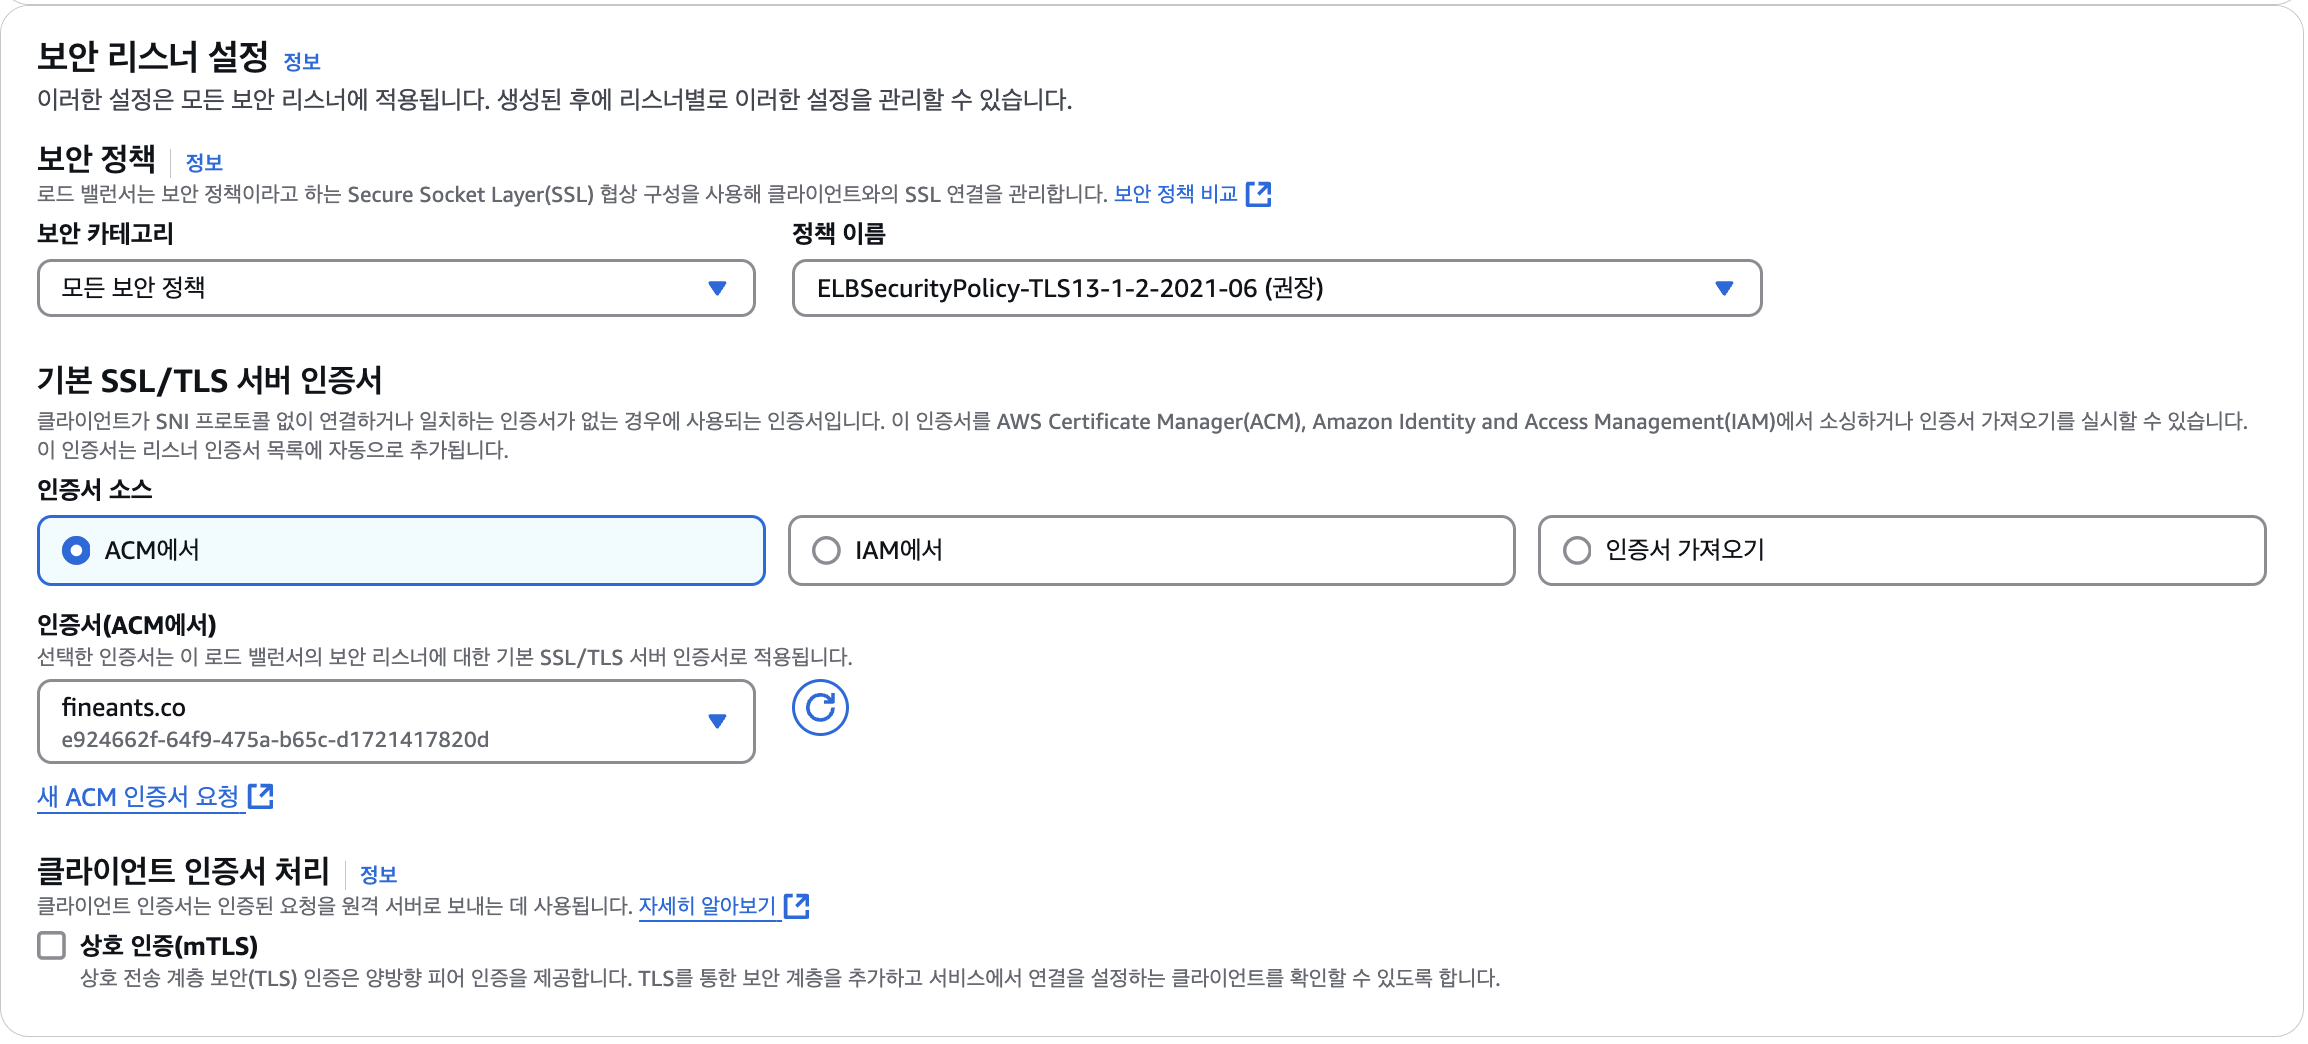 보안 리스너 설정 정보
이러한 설정은 모든 보안 리스너에 적용됩니다. 생성된 후에 리스너별로 이러한 설정을 관리할 수 있습니다.
보안 정책 정보
로드 밸런서는 보안 정책이라고 하는 Secure Socket Layer(SSL) 협상 구성을 사용해 클라이언트와의 SSL 연결을 관리합니다. 보안 정책 비교
보안 카테고리 정책 이름
모든 보안 정책 ELBSecurityPolicy-TLS13-1-2-2021-06 (권장)
기본 SSL/TLS 서버 인증서
클라이언트가 SNI 프로토콜 없이 연결하거나 일치하는 인증서가 없는 경우에 사용되는 인증서입니다. 이 인증서를 AWS Certificate Manager(ACM), Amazon Identity and Access Management(IAM)에서 소싱하거나 인증서 가져오기를 실시할 수 있습니다.
이 인증서는 리스너 인증서 목록에 자동으로 추가됩니다.
인증서 소스
ACM에서 IAM에서 인증서 가져오기
인증서(ACM에서)
선택한 인증서는 이 로드 밸런서의 보안 리스너에 대한 기본 SSL/TLS 서버 인증서로 적용됩니다.
fineants.co
e924662f-64f9-475a-b65c-d1721417820d
새 ACM 인증서 요청
클라이언트 인증서 처리 정보
클라이언트 인증서는 인증된 요청을 원격 서버로 보내는 데 사용됩니다. 자세히 알아보기
상호 인증(mTLS)
상호 전송 계층 보안(TLS) 인증은 양방향 피어 인증을 제공합니다. TLS를 통한 보안 계층을 추가하고 서비스에서 연결을 설정하는 클라이언트를 확인할 수 있도록 합니다.